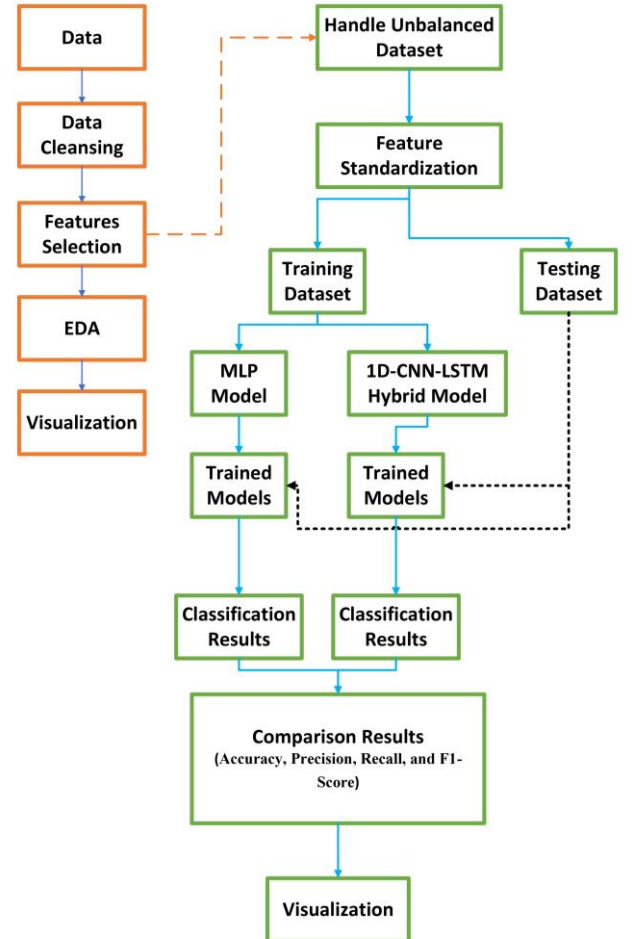 Data
Data
Cleansing
Features
Selection
EDA
Visualization
Handle Unbalanced
Dataset
Feature
Standardization
Training
Dataset
Testing
Dataset
MLP
Model
1D-CNN-LSTM
Hybrid Model
Trained
Models
Trained
Models
Classification
Results
Classification
Results
Comparison Results
(Accuracy, Precision, Recall, and F1-
Score)
Visualization